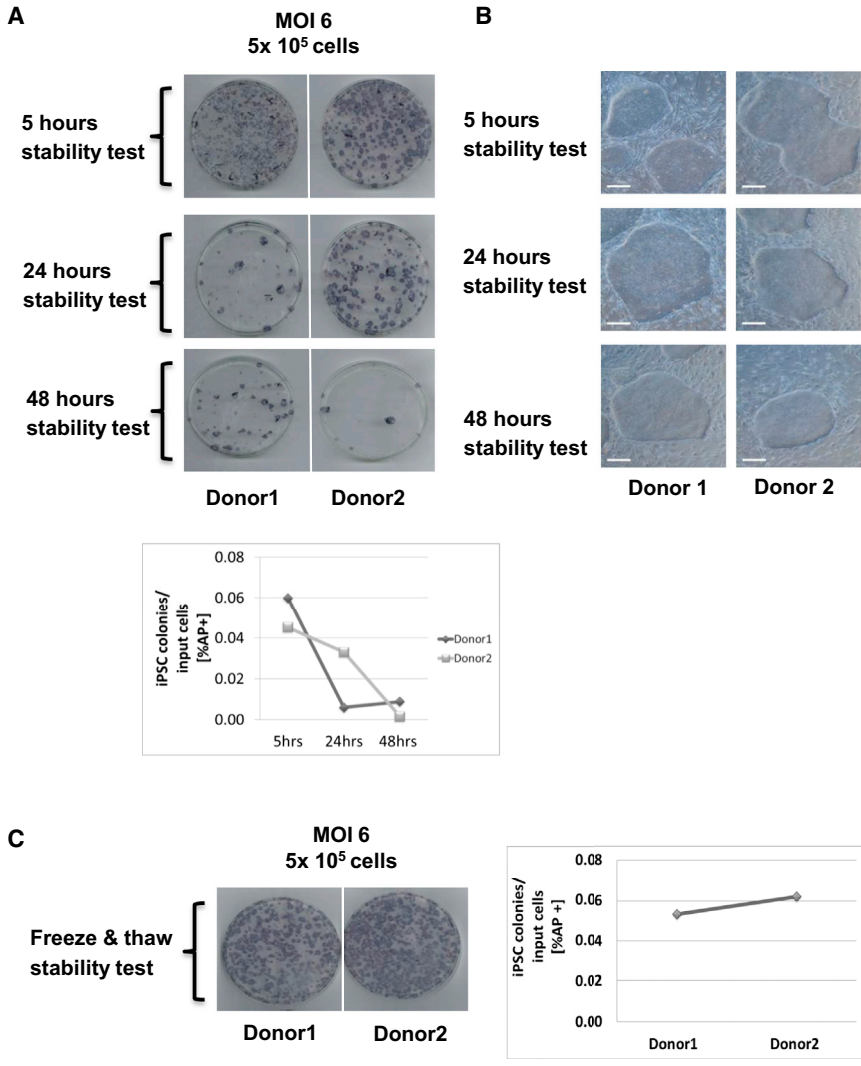 A
MOI 6
5x 10⁵ cells
5 hours
stability test
24 hours
stability test
48 hours
stability test
Donor1 Donor2
iPSC colonies/
input cells
[%AP+]
0.08
0.06
0.04
0.02
0.00
5hrs 24hrs 48hrs
Donor1
Donor2
B
5 hours
stability test
24 hours
stability test
48 hours
stability test
Donor 1 Donor 2
C
MOI 6
5x 10⁵ cells
Freeze & thaw
stability test
Donor1 Donor2
iPSC colonies/
input cells
[%AP +]
0.08
0.06
0.04
0.02
0.00
Donor1 Donor2